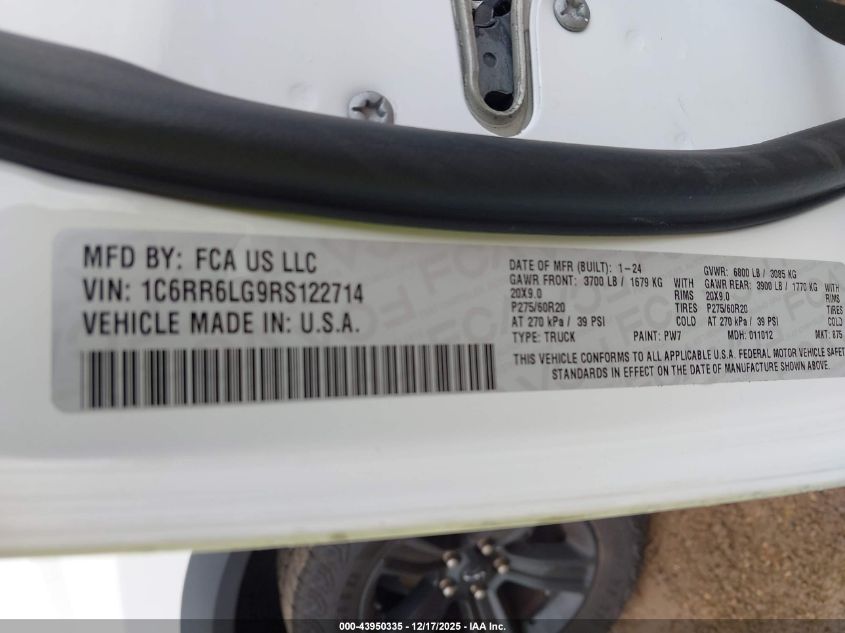 MFD BY: FCA US LLC
VIN: 1C6RR6LG9RS122714
VEHICLE MADE IN: U.S.A.
DATE OF MFR (BUILT): 1-24 GVWR: 6800 LB / 3085 KG
GAWR FRONT: 3700 LB / 1679 KG GAWR REAR: 3900 LB / 1770 KG
20X9.0 RIMS 20X9.0 RIMS
P275/60R20 TIRES P275/60R20 TIRES
AT 270 kPa / 39 PSI COLD AT 270 kPa / 39 PSI COLD
TYPE: TRUCK PAINT: PW7 MDH: 011012 MKT: 875
THIS VEHICLE CONFORMS TO ALL APPLICABLE U.S.A. FEDERAL MOTOR VEHICLE SAFET
STANDARDS IN EFFECT ON THE DATE OF MANUFACTURE SHOWN ABOVE.
000-43950335 - 12/17/2025 - IAA Inc.